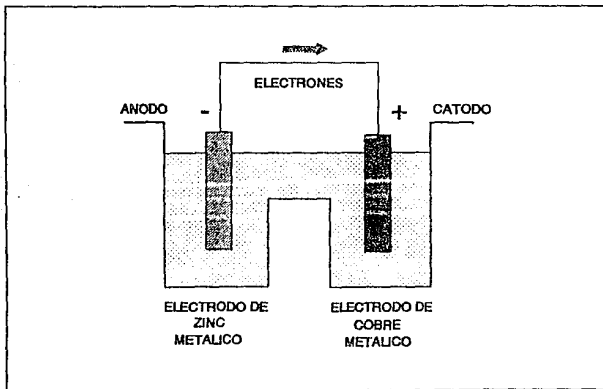 ELECTRONES
ANODO
-
+
CATODO
ELECTRODO DE
ZINC
METALICO
ELECTRODO DE
COBRE
METALICO